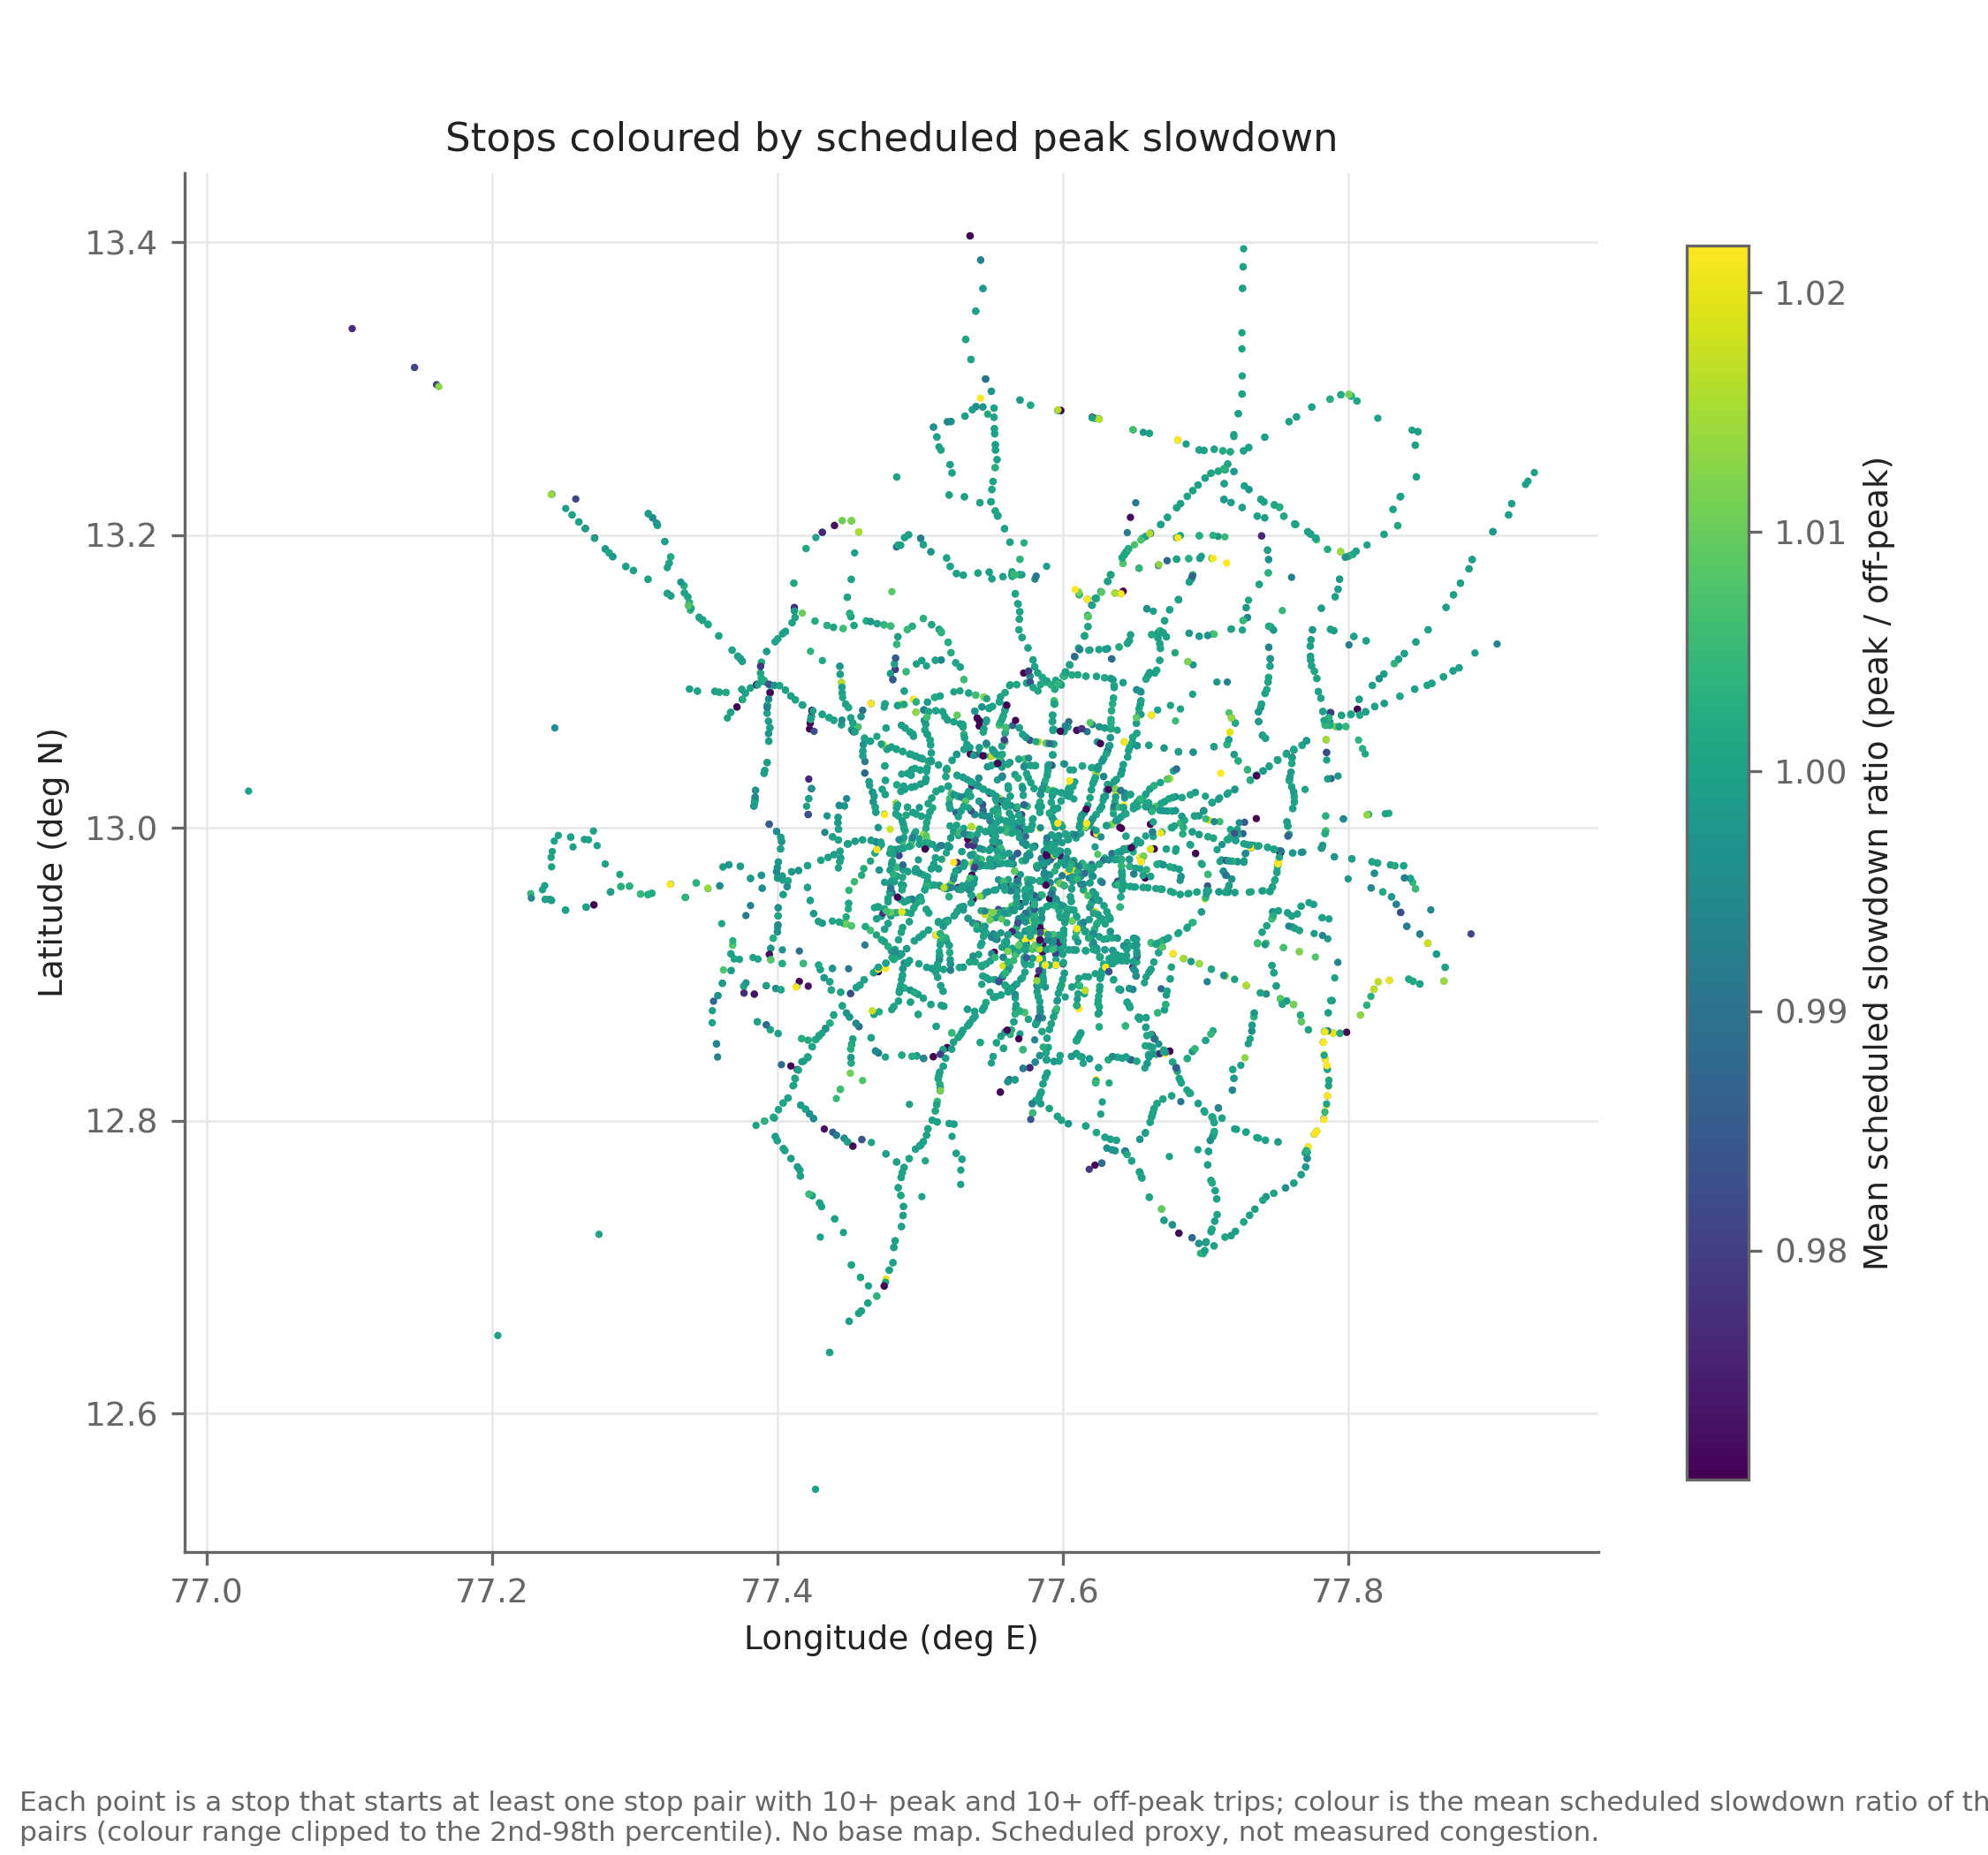 Stops coloured by scheduled peak slowdown
13.4
13.2
13.0
12.8
12.6
Latitude (deg N)
77.0 77.2 77.4 77.6 77.8
Longitude (deg E)
1.02
1.01
1.00
0.99
0.98
Mean scheduled slowdown ratio (peak / off-peak)
Each point is a stop that starts at least one stop pair with 10+ peak and 10+ off-peak trips; colour is the mean scheduled slowdown ratio of th
pairs (colour range clipped to the 2nd-98th percentile). No base map. Scheduled proxy, not measured congestion.